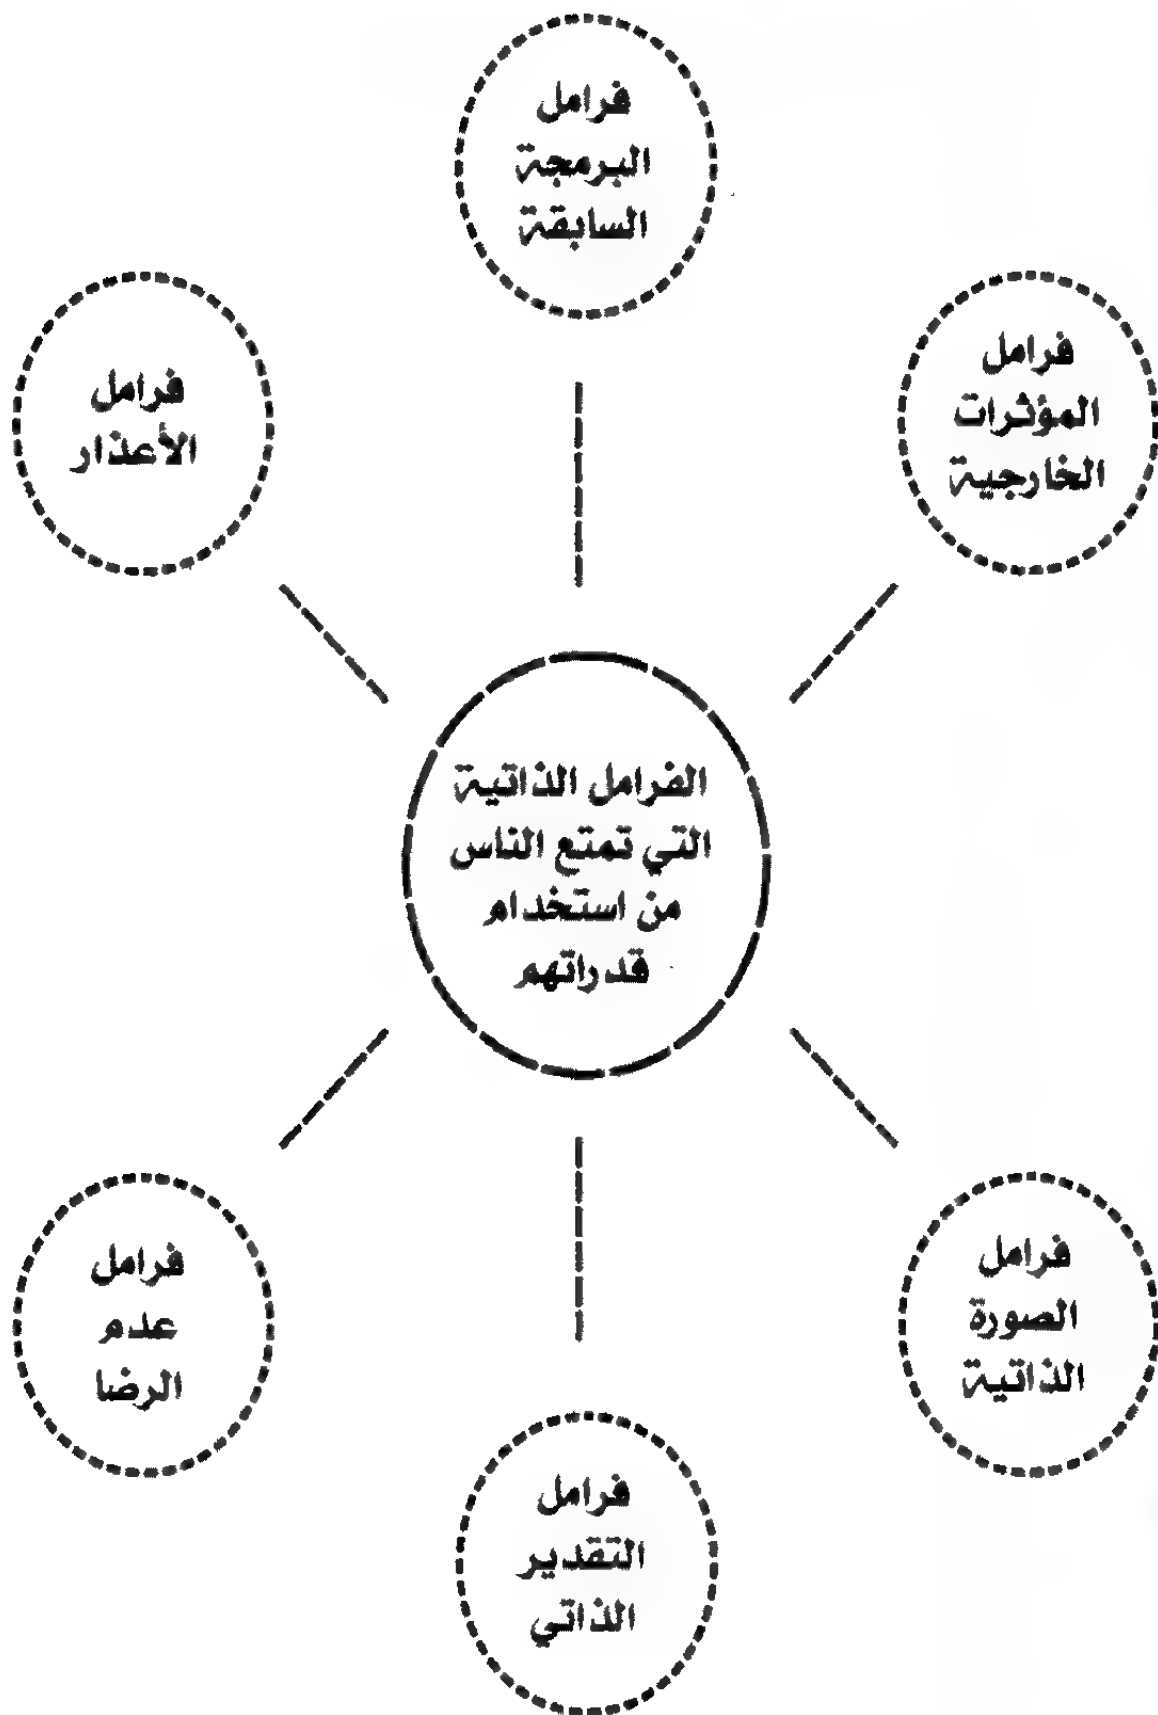 فرامل
البرمجة
السابقة
فرامل
المؤثرات
الخارجية
فرامل
الأعذار
الفرامل الذاتية
التي تمتع الناس
من استخدام
قدراتهم
فرامل
الصورة
الذاتية
فرامل
عدم
الرضا
فرامل
التقدير
الذاتي